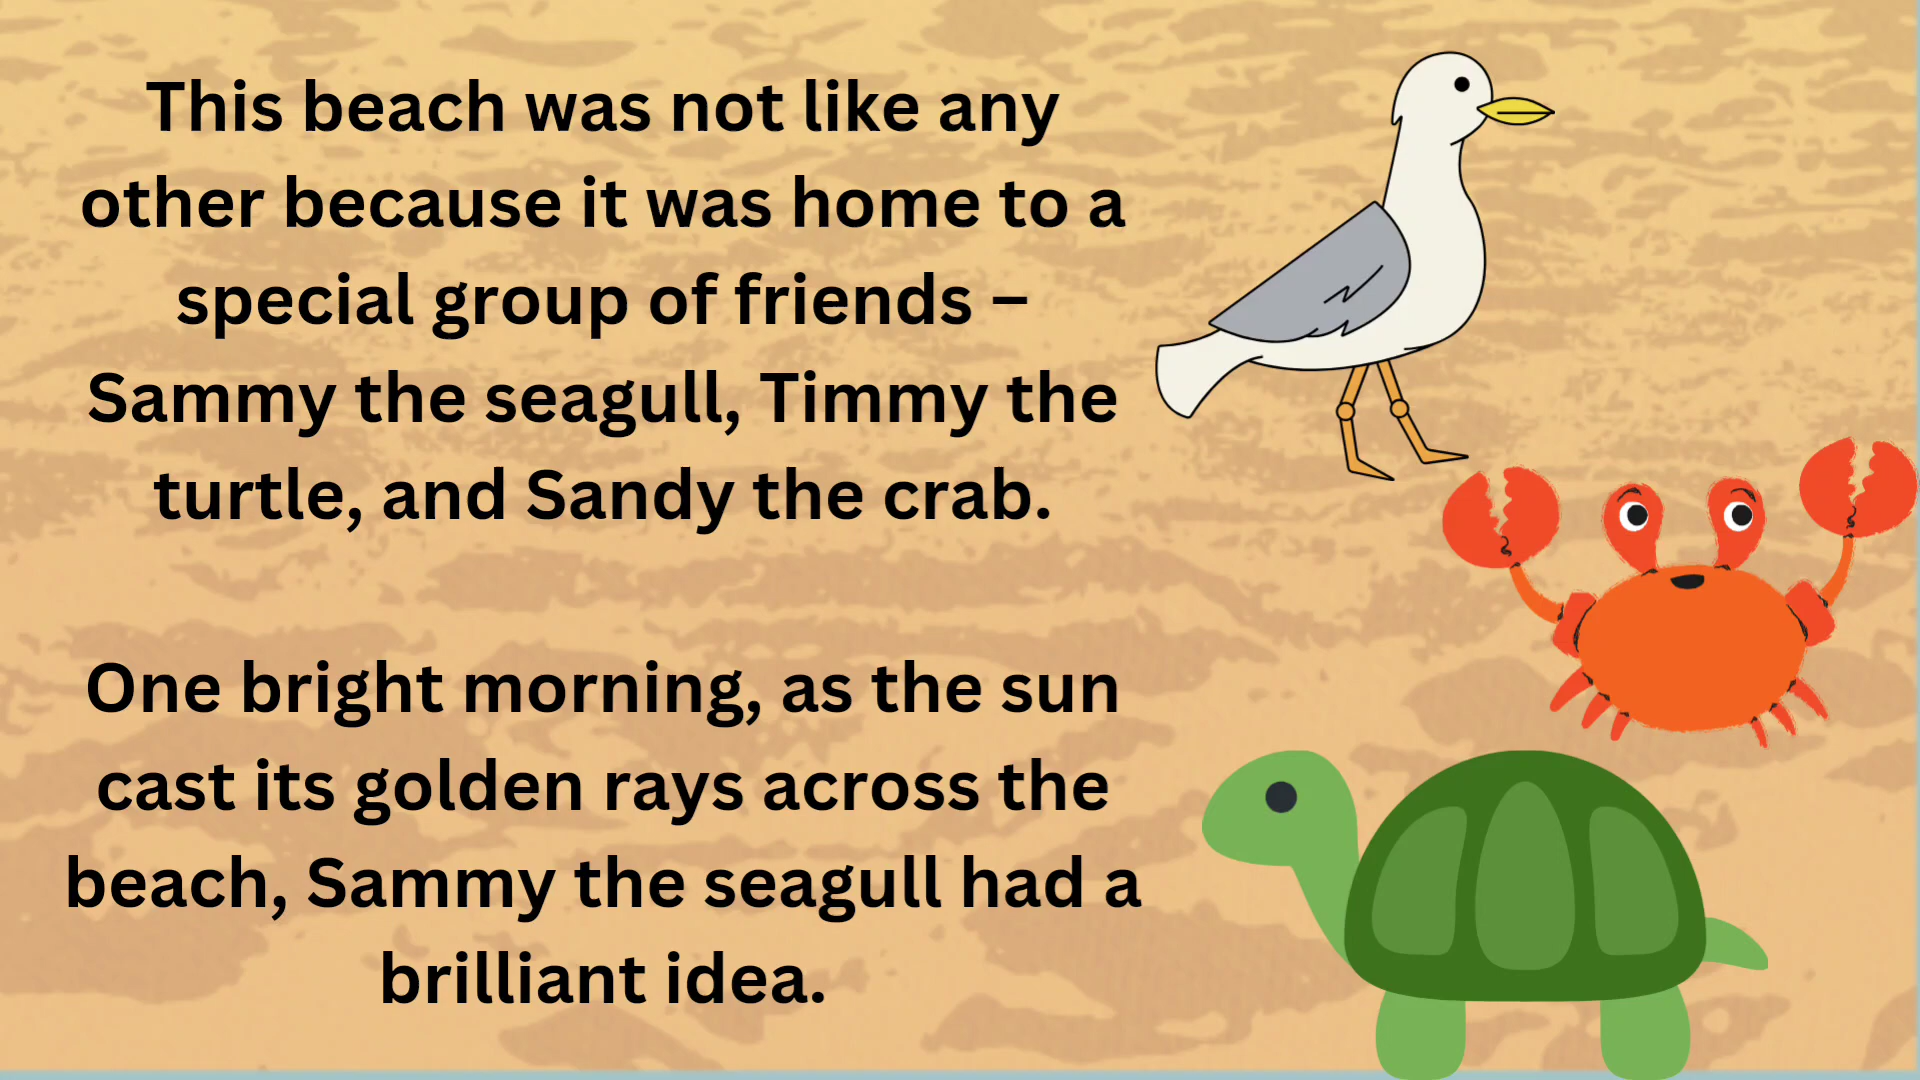 This beach was not like any
other because it was home to a
special group of friends –
Sammy the seagull, Timmy the
turtle, and Sandy the crab.
One bright morning, as the sun
cast its golden rays across the
beach, Sammy the seagull had a
brilliant idea.